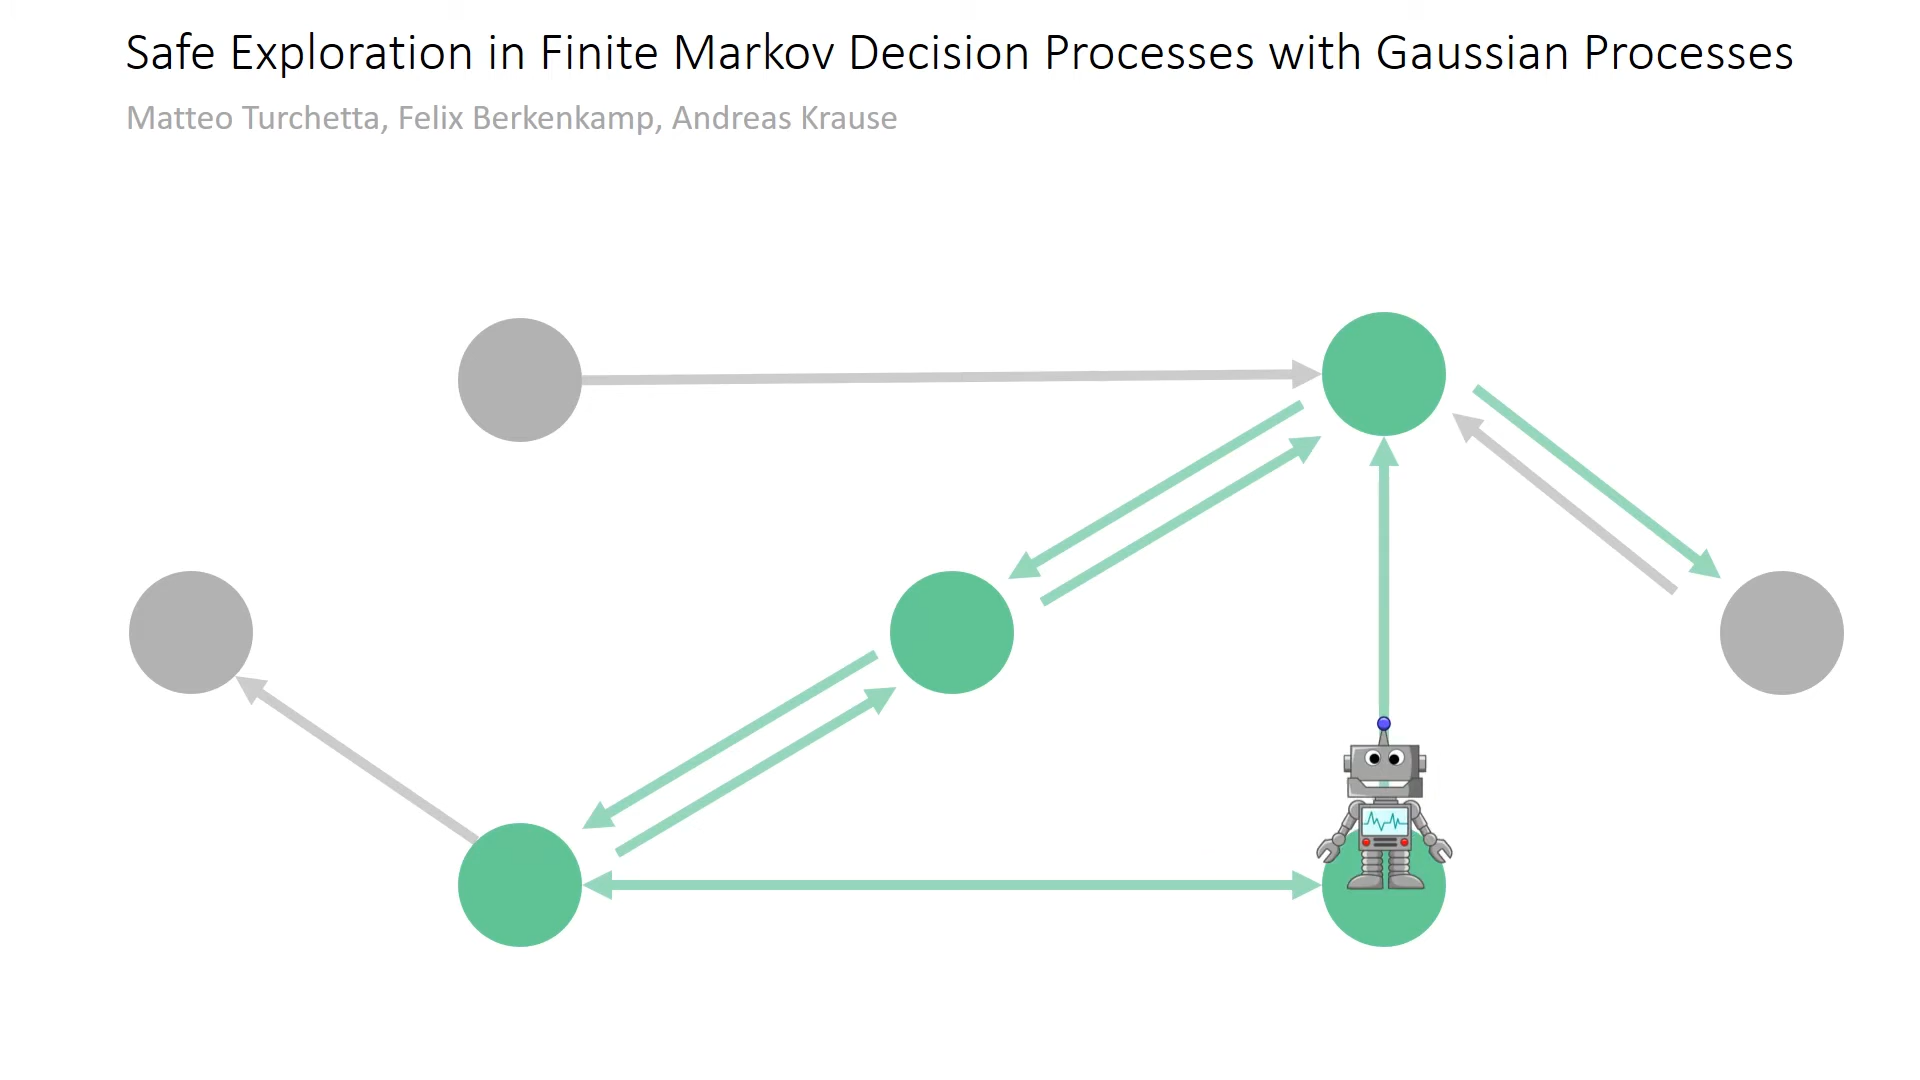 Safe Exploration in Finite Markov Decision Processes with Gaussian Processes
Matteo Turchetta, Felix Berkenkamp, Andreas Krause